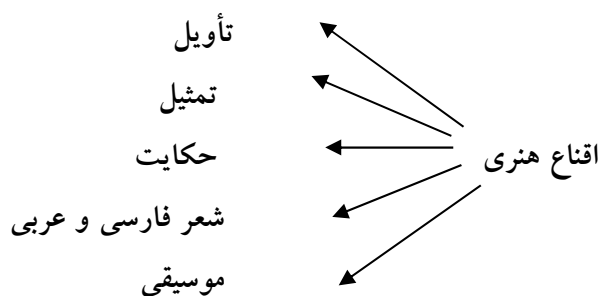 تأویل
تمثیل
حکایت
اقناع هنری
شعر فارسی و عربی
موسیقی